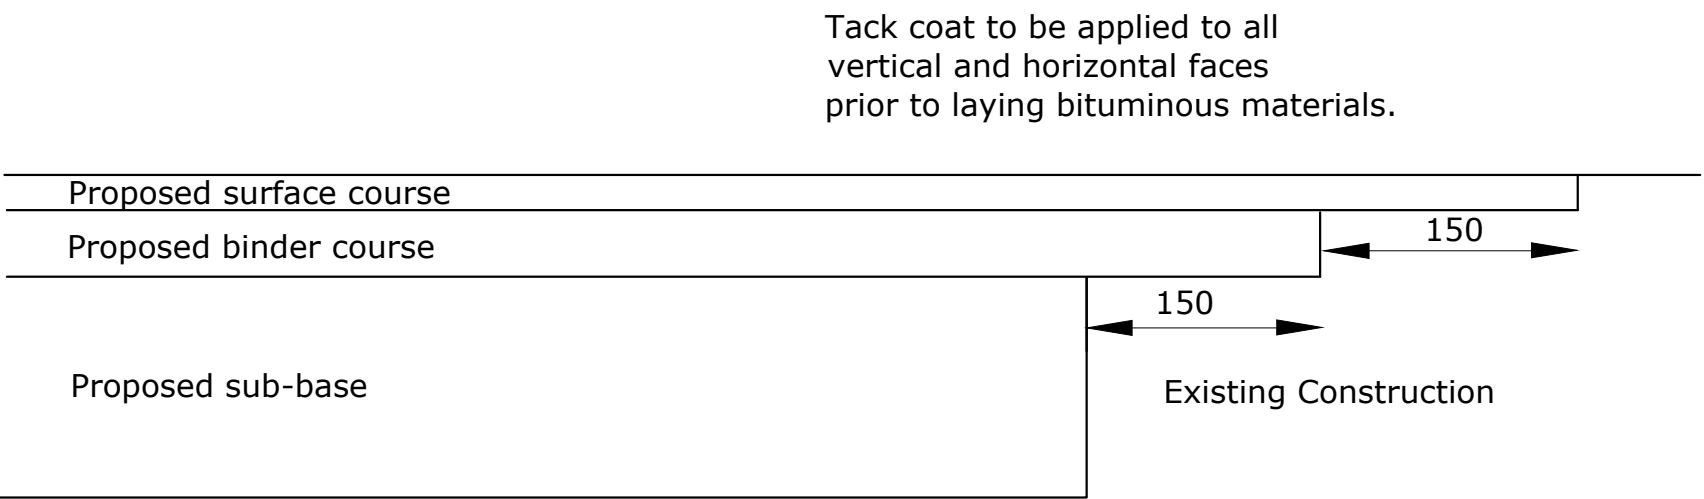 Tack coat to be applied to all
vertical and horizontal faces
prior to laying bituminous materials.
Proposed surface course
Proposed binder course
150
150
Proposed sub-base
Existing Construction